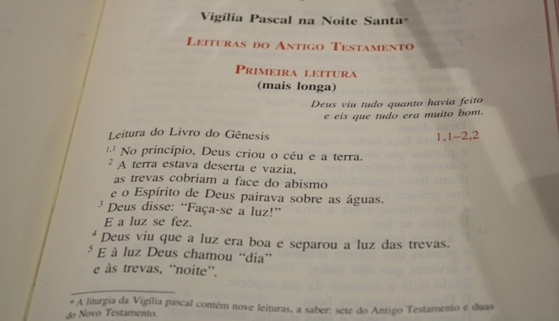 Vigília Pascal na Noite Santa*
LEITURAS DO ANTIGO TESTAMENTO
PRIMEIRA LEITURA
(mais longa)
Deus viu tudo quanto havia feito
e eis que tudo era muito bom.
Leitura do Livro do Gênesis 1,1–2,2
1,1 No princípio, Deus criou o céu e a terra.
2 A terra estava deserta e vazia,
as trevas cobriam a face do abismo
e o Espírito de Deus pairava sobre as águas.
3 Deus disse: “Faça-se a luz!”
E a luz se fez.
4 Deus viu que a luz era boa e separou a luz das trevas.
5 E à luz Deus chamou “dia”
e às trevas, “noite”.
* A liturgia da Vigília pascal contém nove leituras, a saber: sete do Antigo Testamento e duas
do Novo Testamento.